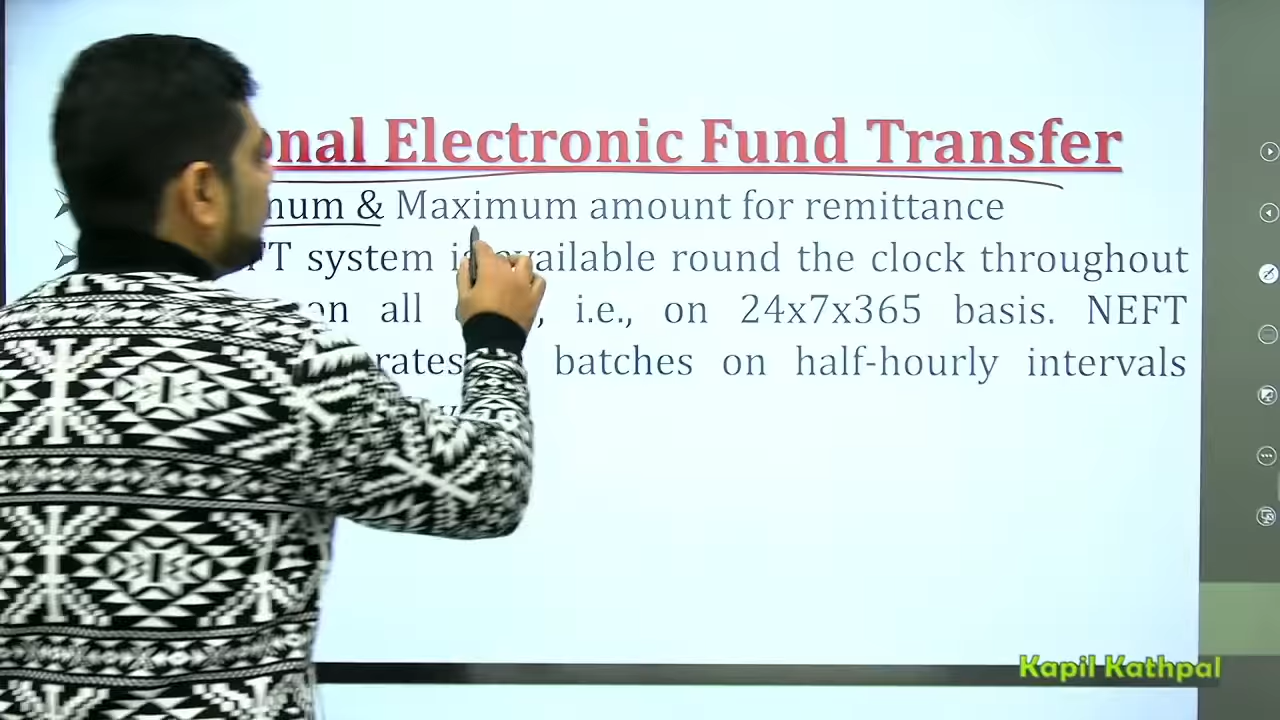 onal Electronic Fund Transfer
num & Maximum amount for remittance
FT system is available round the clock throughout
on all i.e., on 24x7x365 basis. NEFT
rates batches on half-hourly intervals
Kapil Kathpal